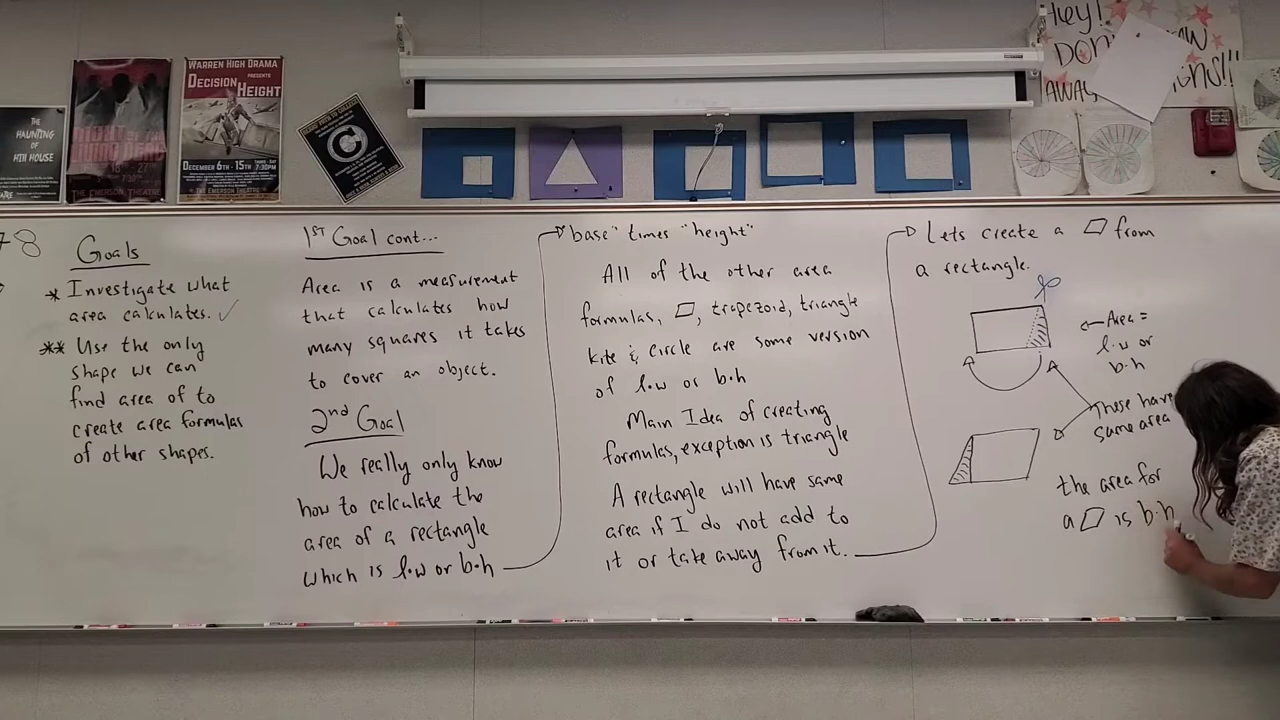 THE
HAUNTING
OF
HILL HOUSE
WARREN HIGH DRAMA
PRESENTS
DECISION
HEIGHT
DECEMBER 6TH - 15TH
7:30PM
THE EMERSON THEATRE
Hey!
DON'T
AWAY
78
Goals
* Investigate what
area calculates. ✓
** Use the only
shape we can
find area of to
create area formulas
of other shapes.
1ST Goal cont...
Area is a measurement
that calculates how
many squares it takes
to cover an object.
2nd Goal
We really only know
how to calculate the
area of a rectangle
which is l·w or b·h
"base" times "height"
All of the other area
formulas, ▱, trapezoid, triangle
kite & circle are some version
of l·w or b·h
Main Idea of creating
formulas, exception is triangle
A rectangle will have same
area if I do not add to
it or take away from it.
Lets create a ▱ from
a rectangle.
← Area =
l·w or
b·h
These have
same area
the area for
a ▱ is b·h